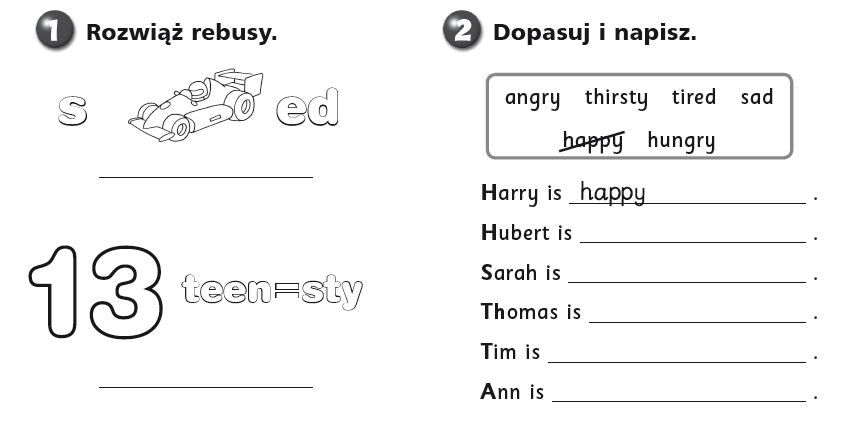 1 Rozwiąż rebusy.
s ed
13 teen=sty
2 Dopasuj i napisz.
angry thirsty tired sad
happy hungry
Harry is happy .
Hubert is .
Sarah is .
Thomas is .
Tim is .
Ann is .